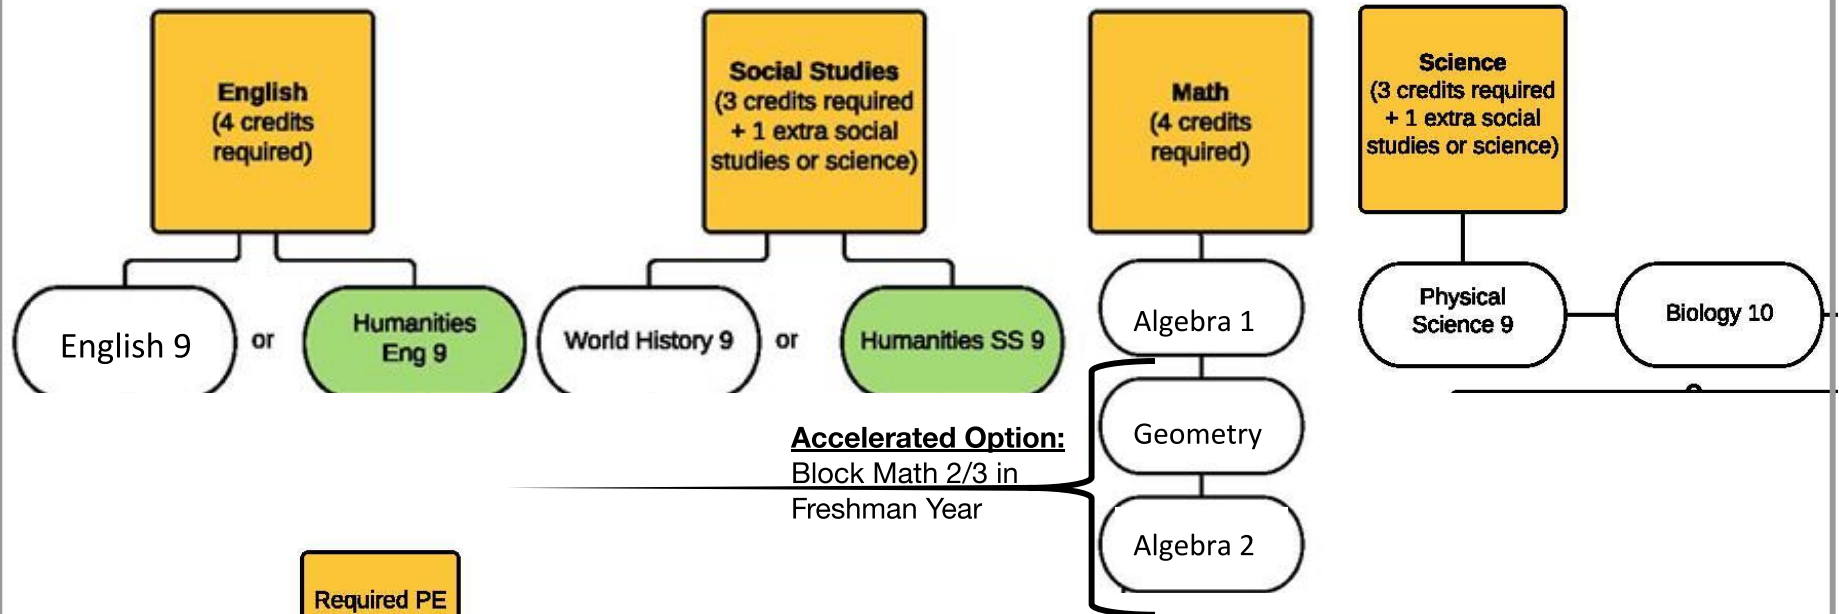 English
(4 credits
required)
Social Studies
(3 credits required
+ 1 extra social
studies or science)
Math
(4 credits
required)
Science
(3 credits required
+ 1 extra social
studies or science)
English 9
or
Humanities
Eng 9
World History 9
or
Humanities SS 9
Algebra 1
Physical
Science 9
Biology 10
Geometry
Accelerated Option:
Block Math 2/3 in
Freshman Year
Algebra 2
Required PE